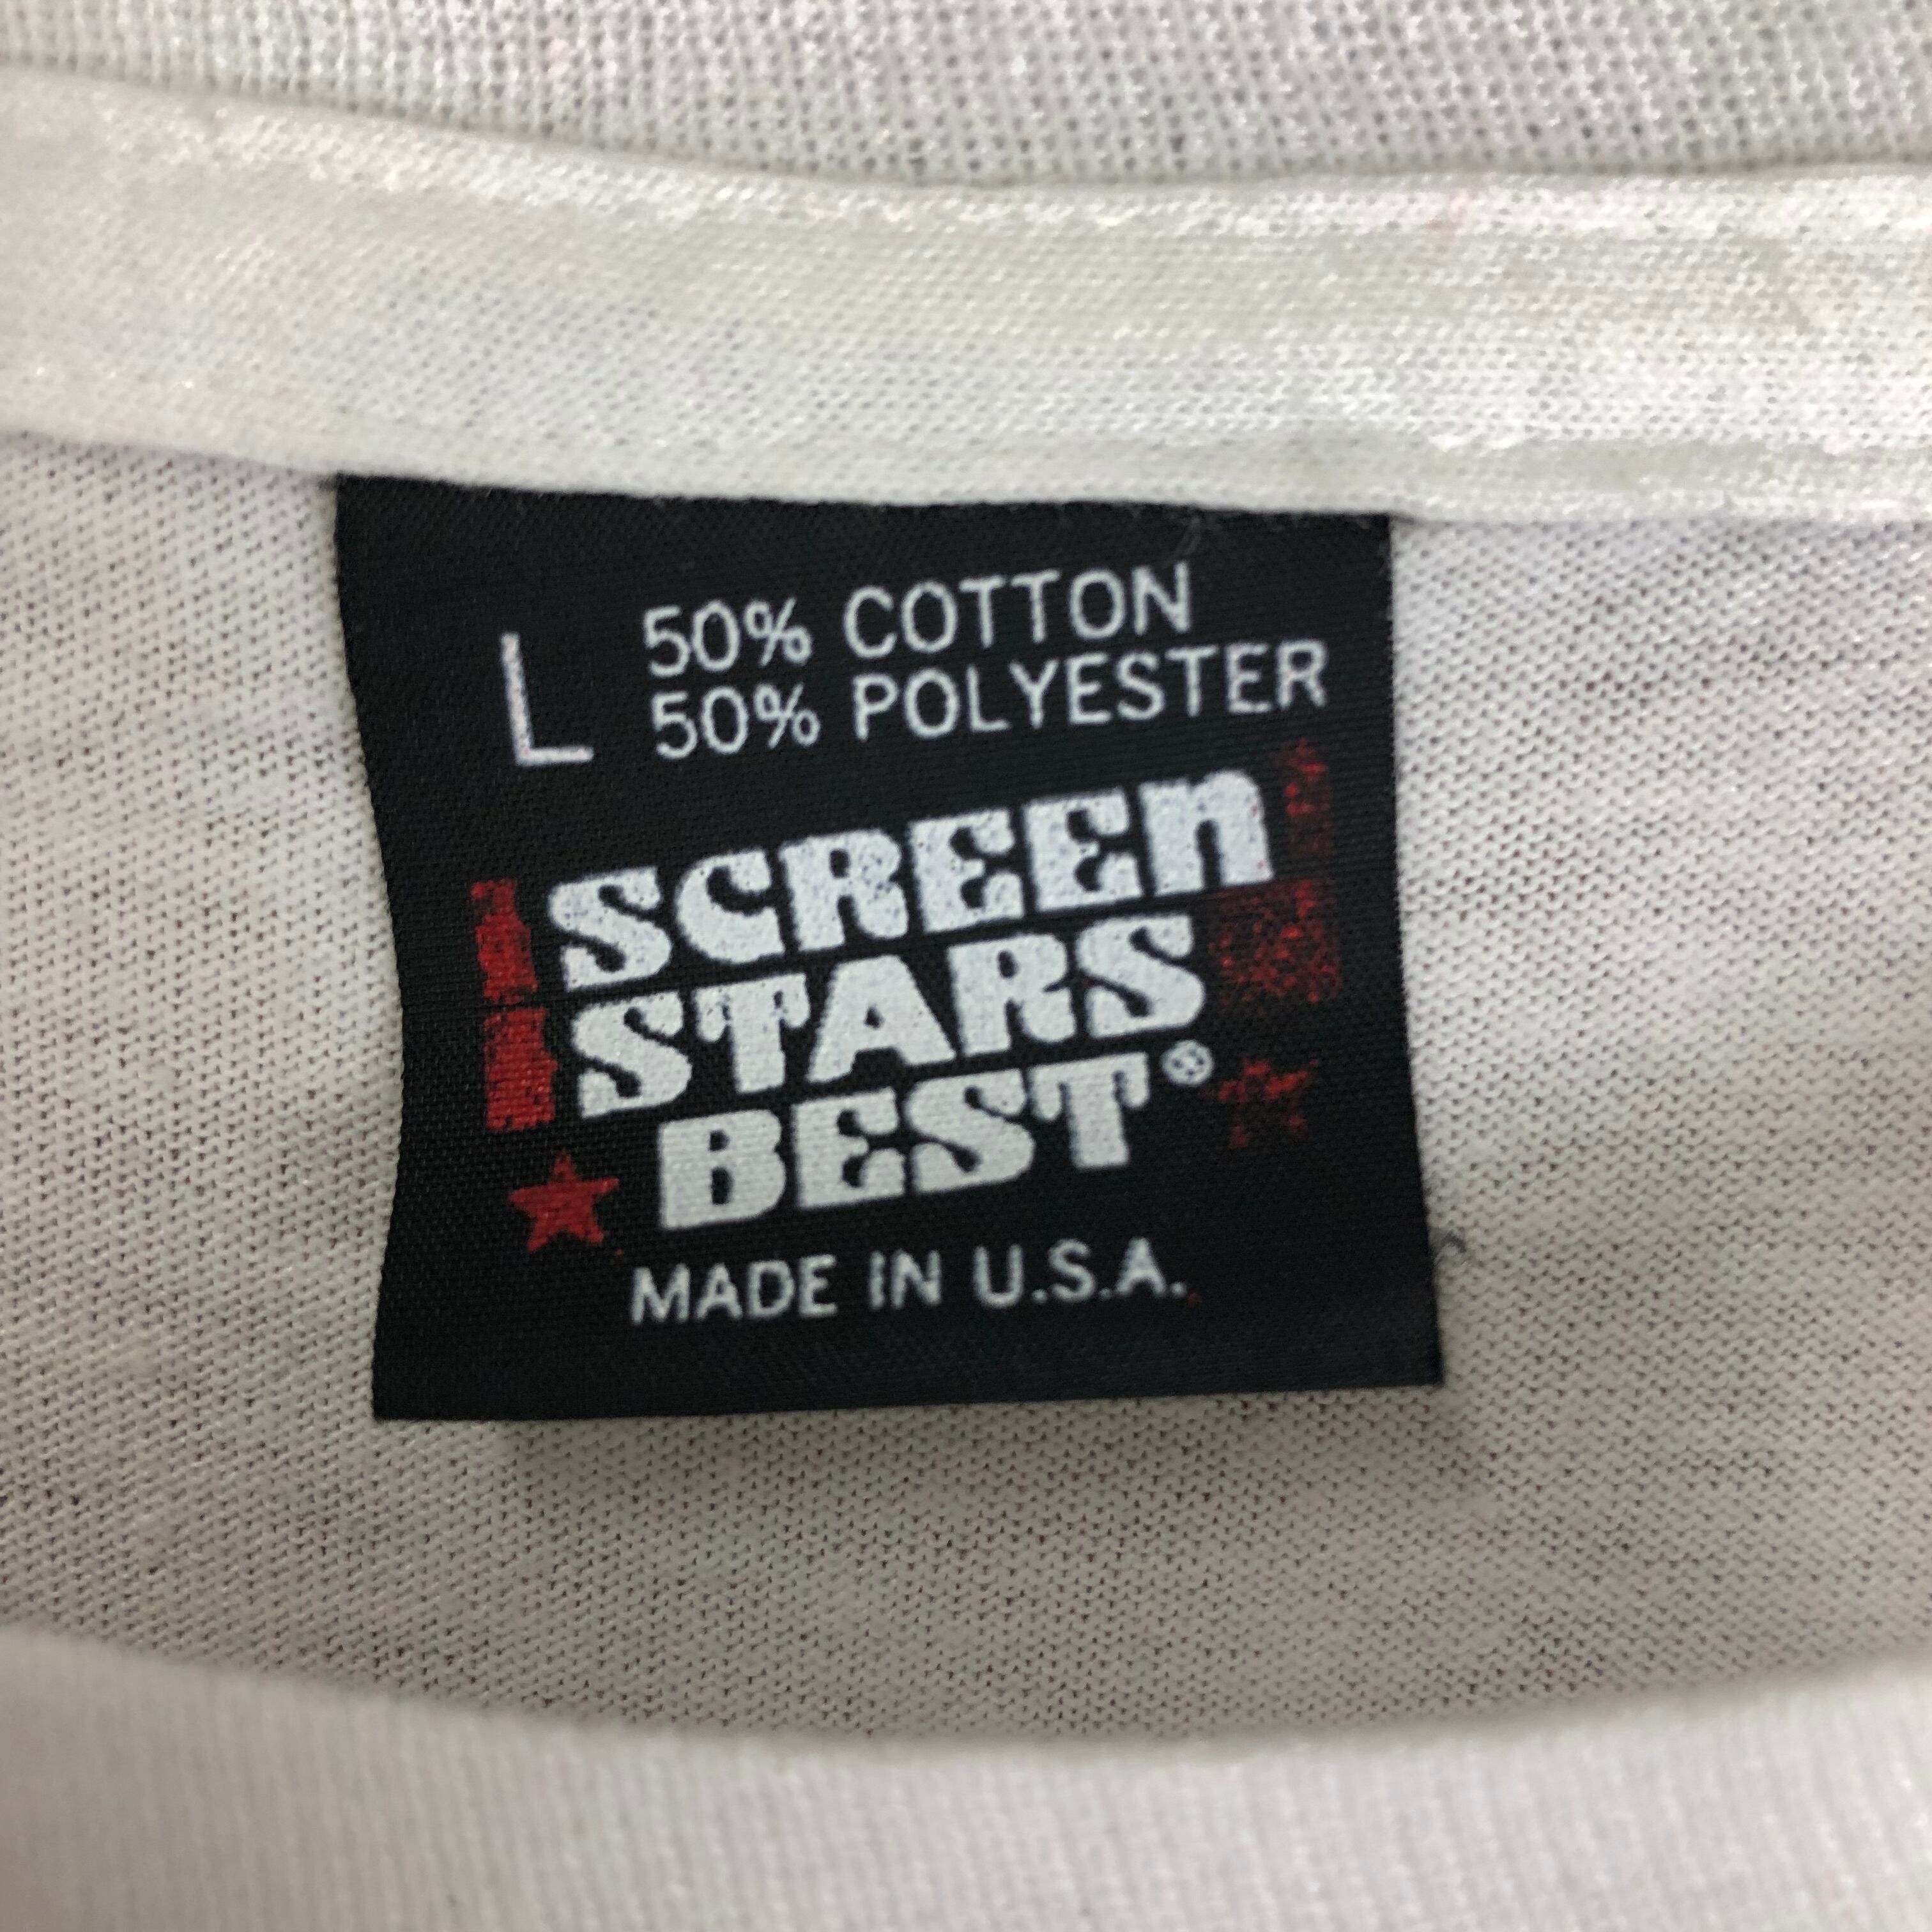 L 50% COTTON
50% POLYESTER
SCREEN
STARS
BEST®
MADE IN U.S.A.